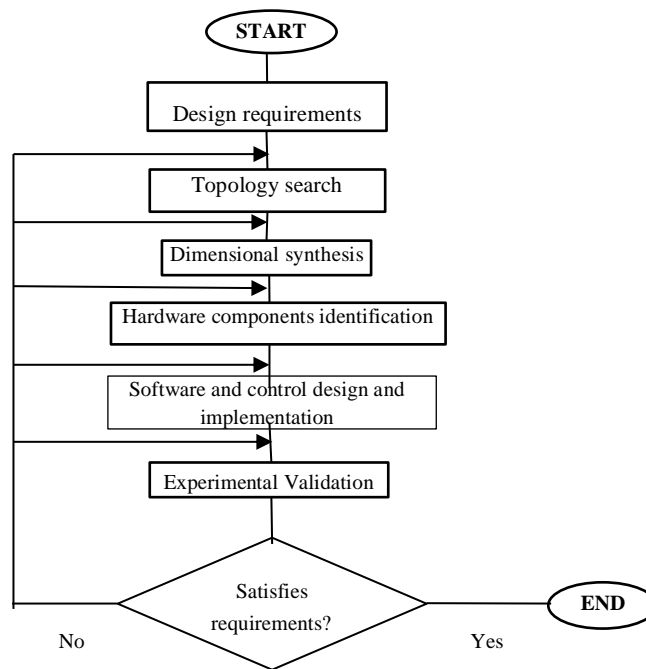 START
Design requirements
Topology search
Dimensional synthesis
Hardware components identification
Software and control design and
implementation
Experimental Validation
Satisfies
requirements?
END
No
Yes